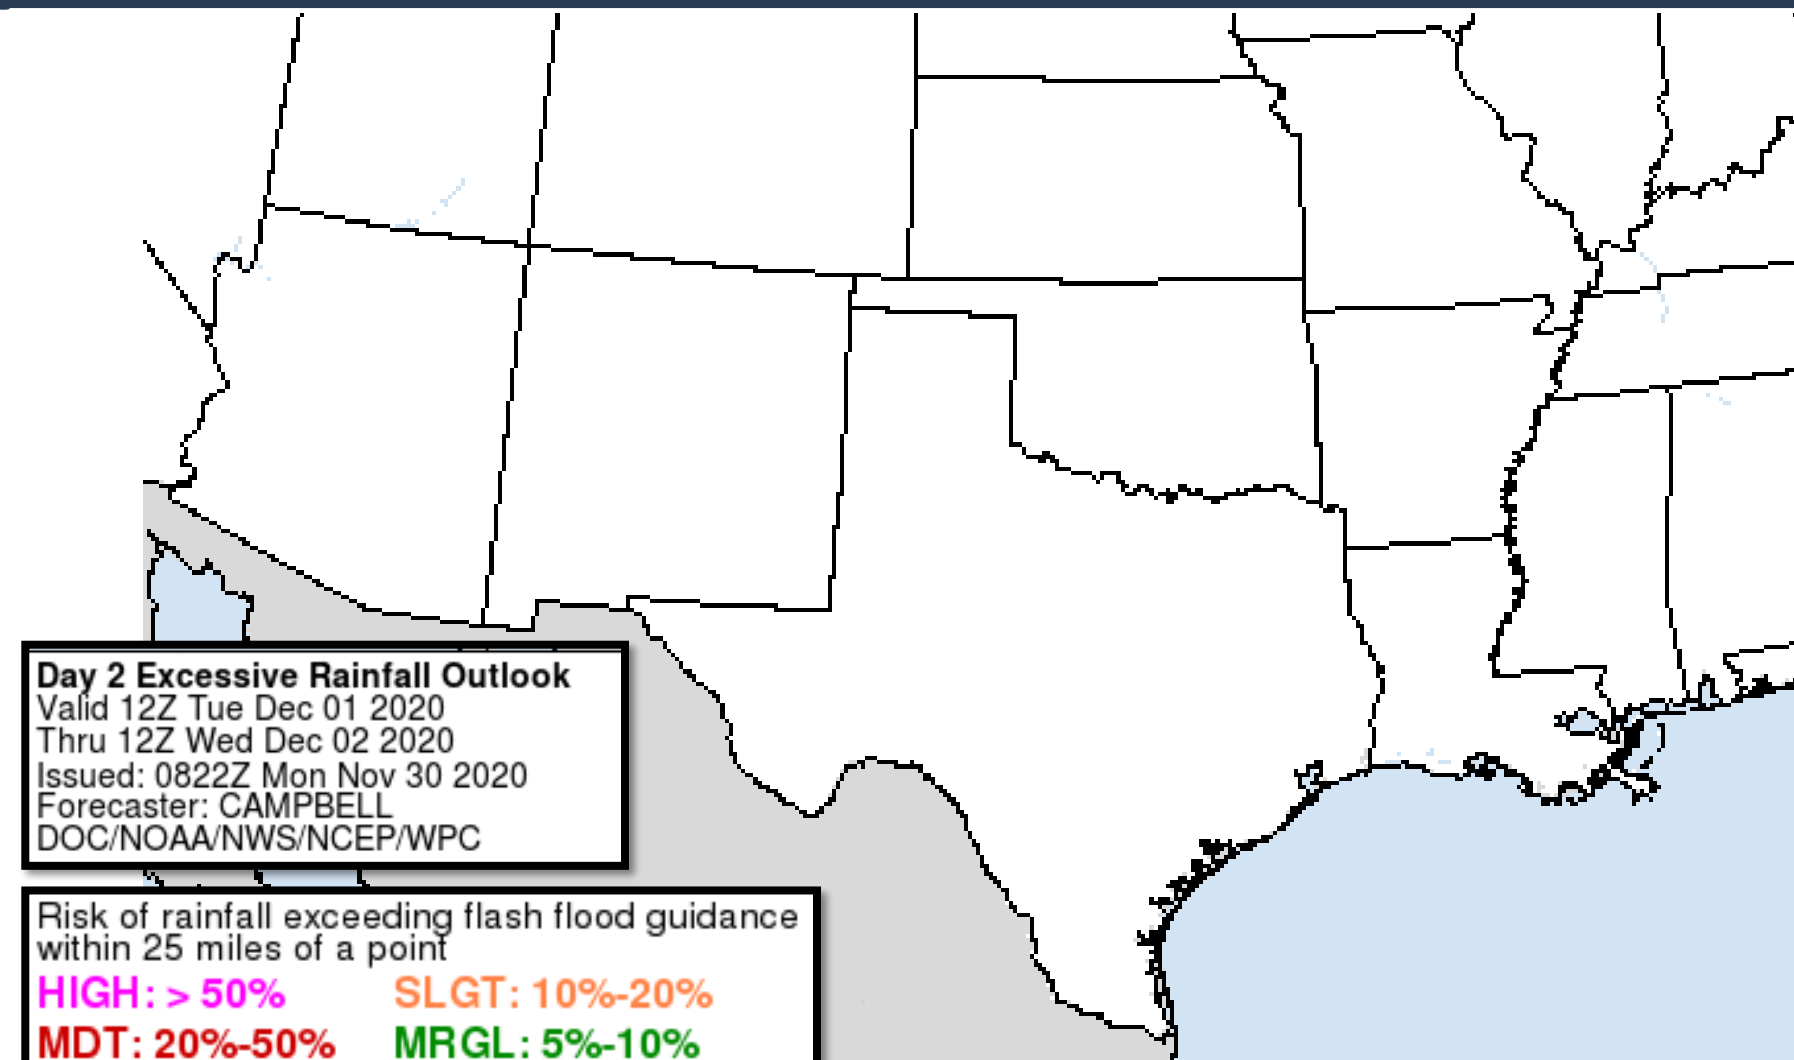 Day 2 Excessive Rainfall Outlook
Valid 12Z Tue Dec 01 2020
Thru 12Z Wed Dec 02 2020
Issued: 0822Z Mon Nov 30 2020
Forecaster: CAMPBELL
DOC/NOAA/NWS/NCEP/WPC
Risk of rainfall exceeding flash flood guidance
within 25 miles of a point
HIGH: > 50% SLGT: 10%-20%
MDT: 20%-50% MRGL: 5%-10%